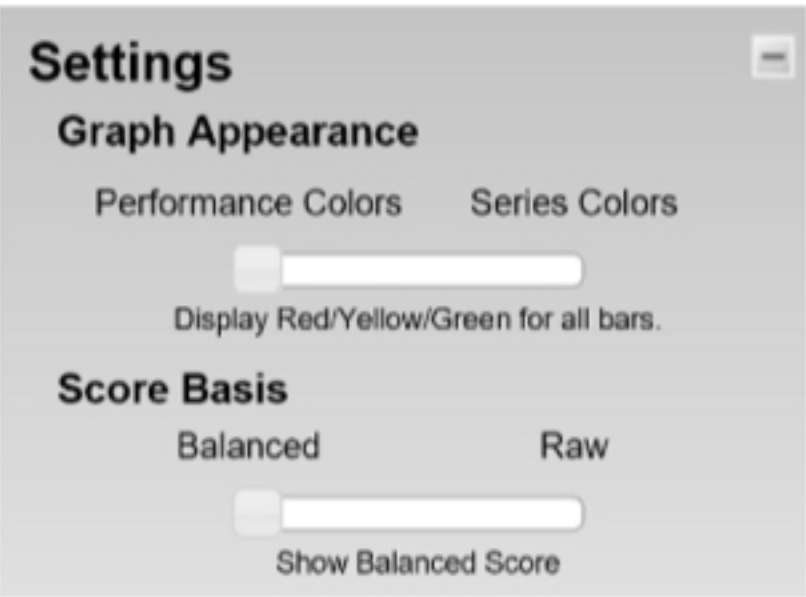 Settings
Graph Appearance
Performance Colors Series Colors
Display Red/Yellow/Green for all bars.
Score Basis
Balanced Raw
Show Balanced Score